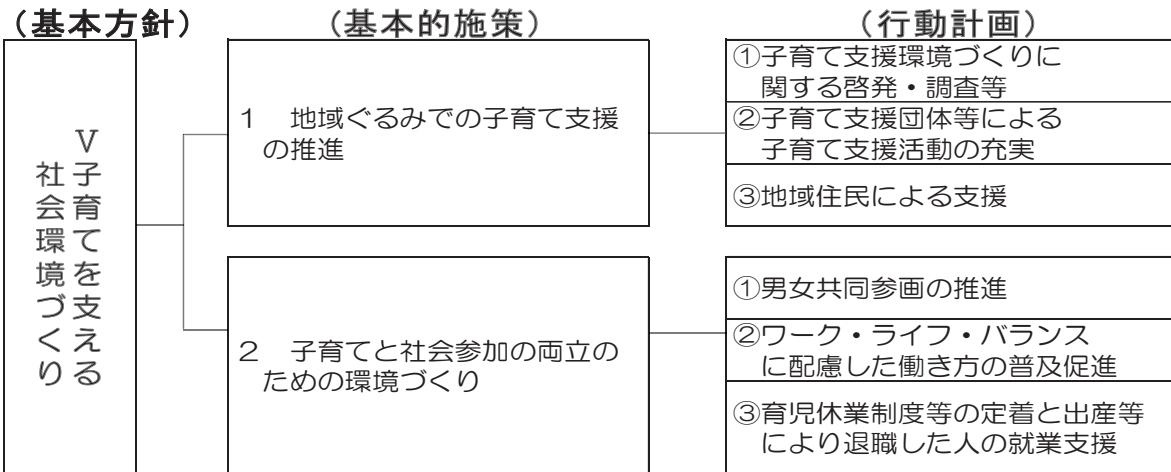 (基本方針)
(基本的施策)
(行動計画)
Ⅴ子育てを支える
社会環境づくり
1 地域ぐるみでの子育て支援
の推進
①子育て支援環境づくりに
関する啓発・調査等
②子育て支援団体等による
子育て支援活動の充実
③地域住民による支援
2 子育てと社会参加の両立の
ための環境づくり
①男女共同参画の推進
②ワーク・ライフ・バランス
に配慮した働き方の普及促進
③育児休業制度等の定着と出産等
により退職した人の就業支援